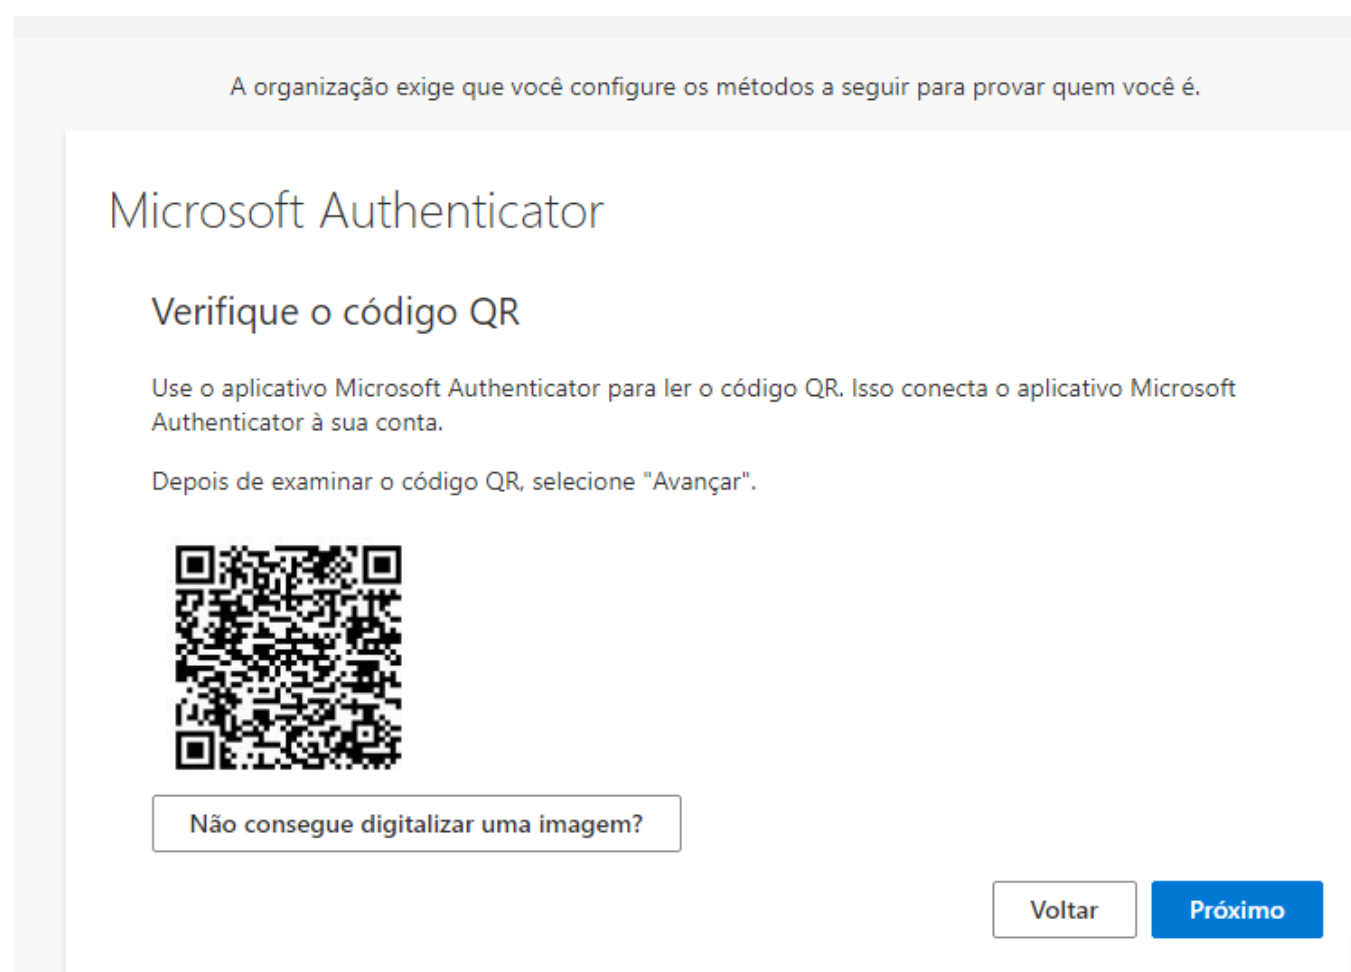 A organização exige que você configure os métodos a seguir para provar quem você é.
Microsoft Authenticator
Verifique o código QR
Use o aplicativo Microsoft Authenticator para ler o código QR. Isso conecta o aplicativo Microsoft
Authenticator à sua conta.
Depois de examinar o código QR, selecione "Avançar".
Não consegue digitalizar uma imagem?
Voltar
Próximo